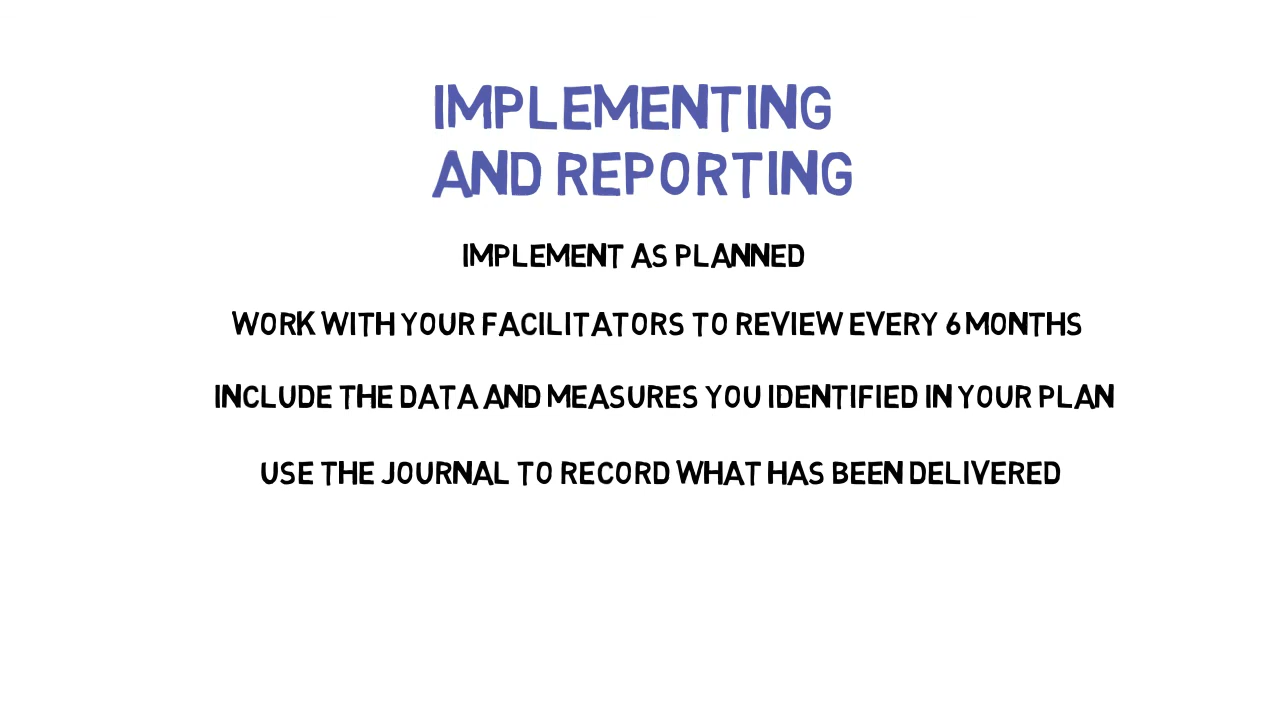 IMPLEMENTING
AND REPORTING
IMPLEMENT AS PLANNED
WORK WITH YOUR FACILITATORS TO REVIEW EVERY 6 MONTHS
INCLUDE THE DATA AND MEASURES YOU IDENTIFIED IN YOUR PLAN
USE THE JOURNAL TO RECORD WHAT HAS BEEN DELIVERED